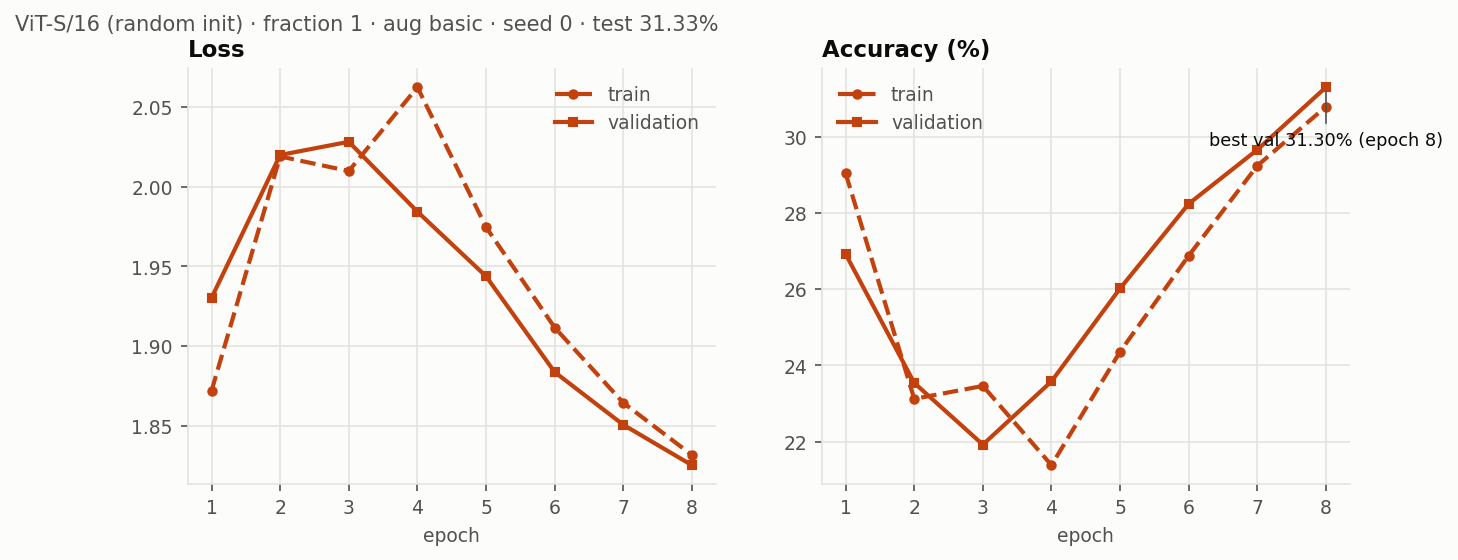 ViT-S/16 (random init) · fraction 1 · aug basic · seed 0 · test 31.33%
Loss
train
validation
2.05
2.00
1.95
1.90
1.85
1 2 3 4 5 6 7 8
epoch
Accuracy (%)
train
validation
best val 31.30% (epoch 8)
30
28
26
24
22
1 2 3 4 5 6 7 8
epoch